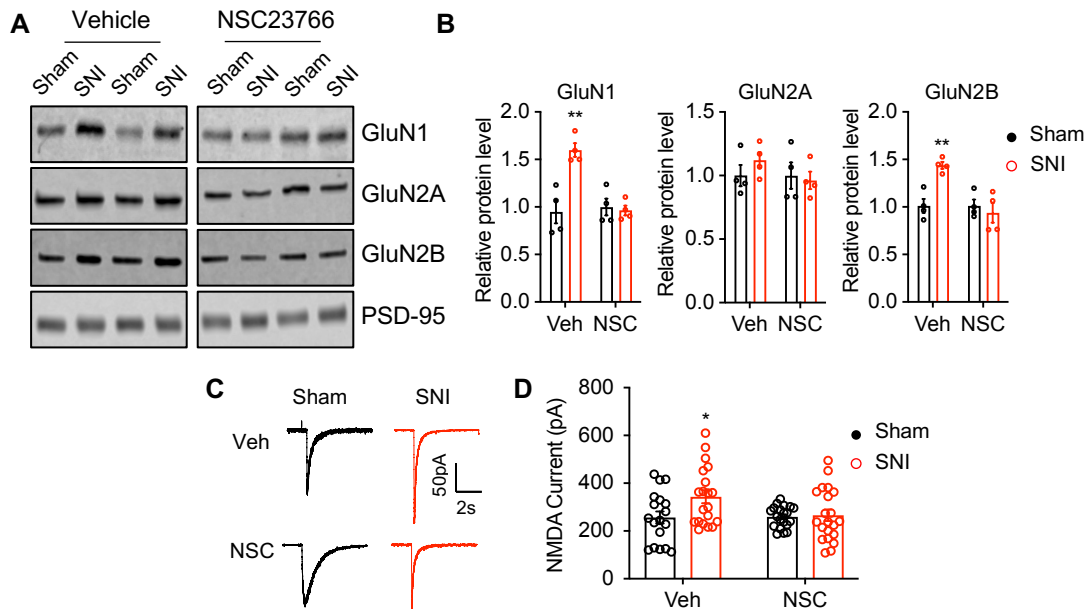 A
Vehicle
NSC23766
Sham SNI Sham SNI
Sham SNI Sham SNI
GluN1
GluN2A
GluN2B
PSD-95
B
GluN1
Relative protein level
2.0
1.5
1.0
0.5
0.0
**
Veh NSC
GluN2A
Relative protein level
1.5
1.0
0.5
0.0
Veh NSC
GluN2B
Relative protein level
2.0
1.5
1.0
0.5
0.0
**
Veh NSC
Sham
SNI
C
Sham SNI
Veh
50pA
2s
NSC
D
NMDA Current (pA)
800
600
400
200
0
*
Veh NSC
Sham
SNI